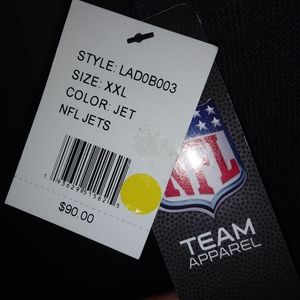 STYLE: LAD0B003
SIZE: XXL
COLOR: JET
NFL JETS
$90.00
NFL
TEAM
APPAREL